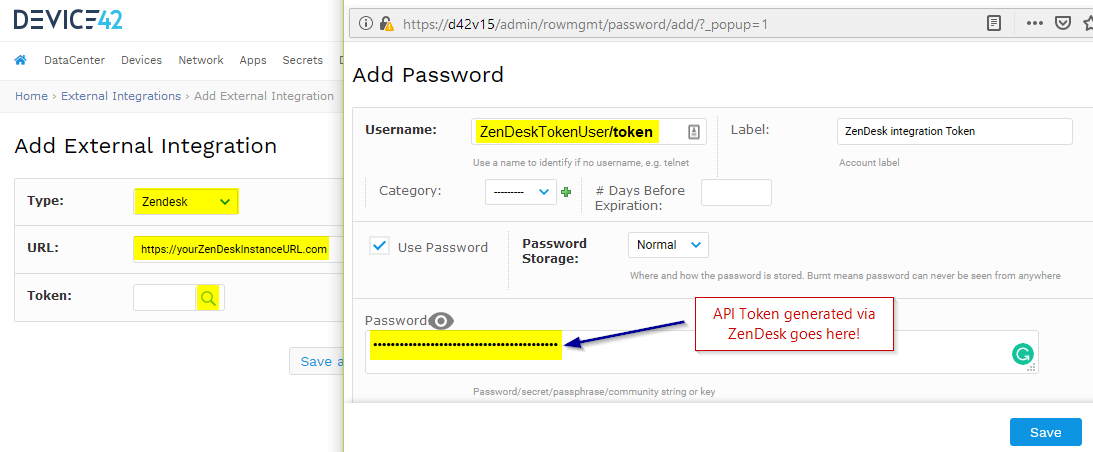 DEVICE42
DataCenter Devices Network Apps Secrets
Home › External Integrations › Add External Integration
Add External Integration
Type: Zendesk
URL: https://yourZenDeskInstanceURL.com
Token:
Save a
https://d42v15/admin/rowmgmt/password/add/?_popup=1
Add Password
Username: ZenDeskTokenUser/token Label: ZenDesk integration Token
Use a name to identify if no username, e.g. telnet Account label
Category: --------- # Days Before
Expiration:
Use Password Password
Storage: Normal
Where and how the password is stored. Burnt means password can never be seen from anywhere
Password
API Token generated via
ZenDesk goes here!
Password/secret/passphrase/community string or key
Save